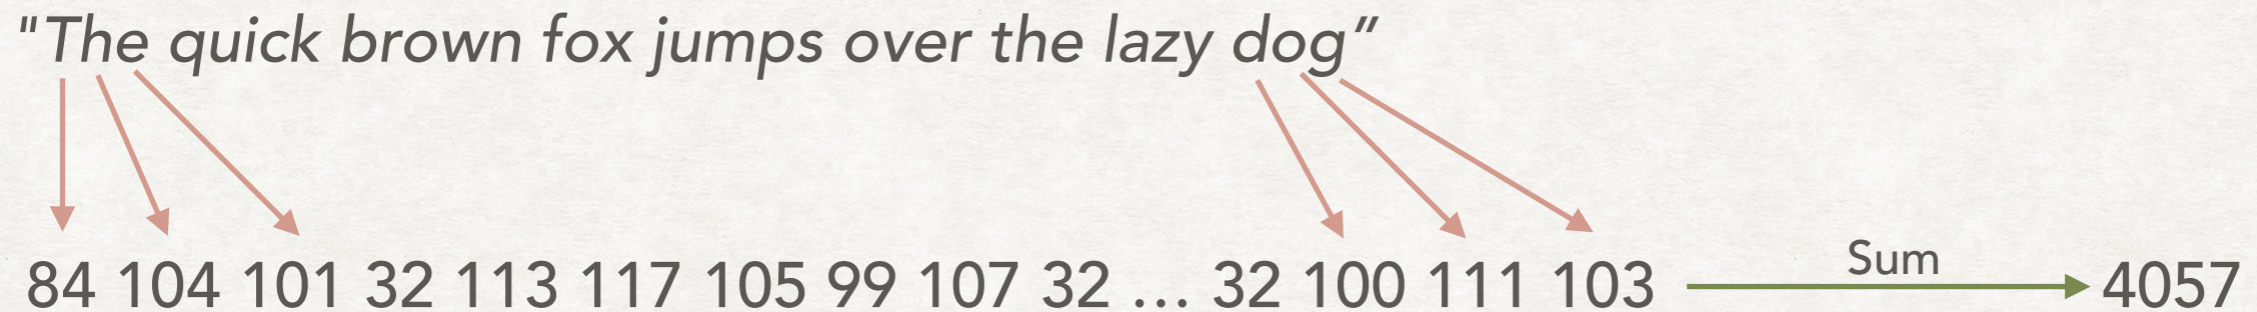 "The quick brown fox jumps over the lazy dog”
84 104 101 32 113 117 105 99 107 32 … 32 100 111 103
Sum
4057